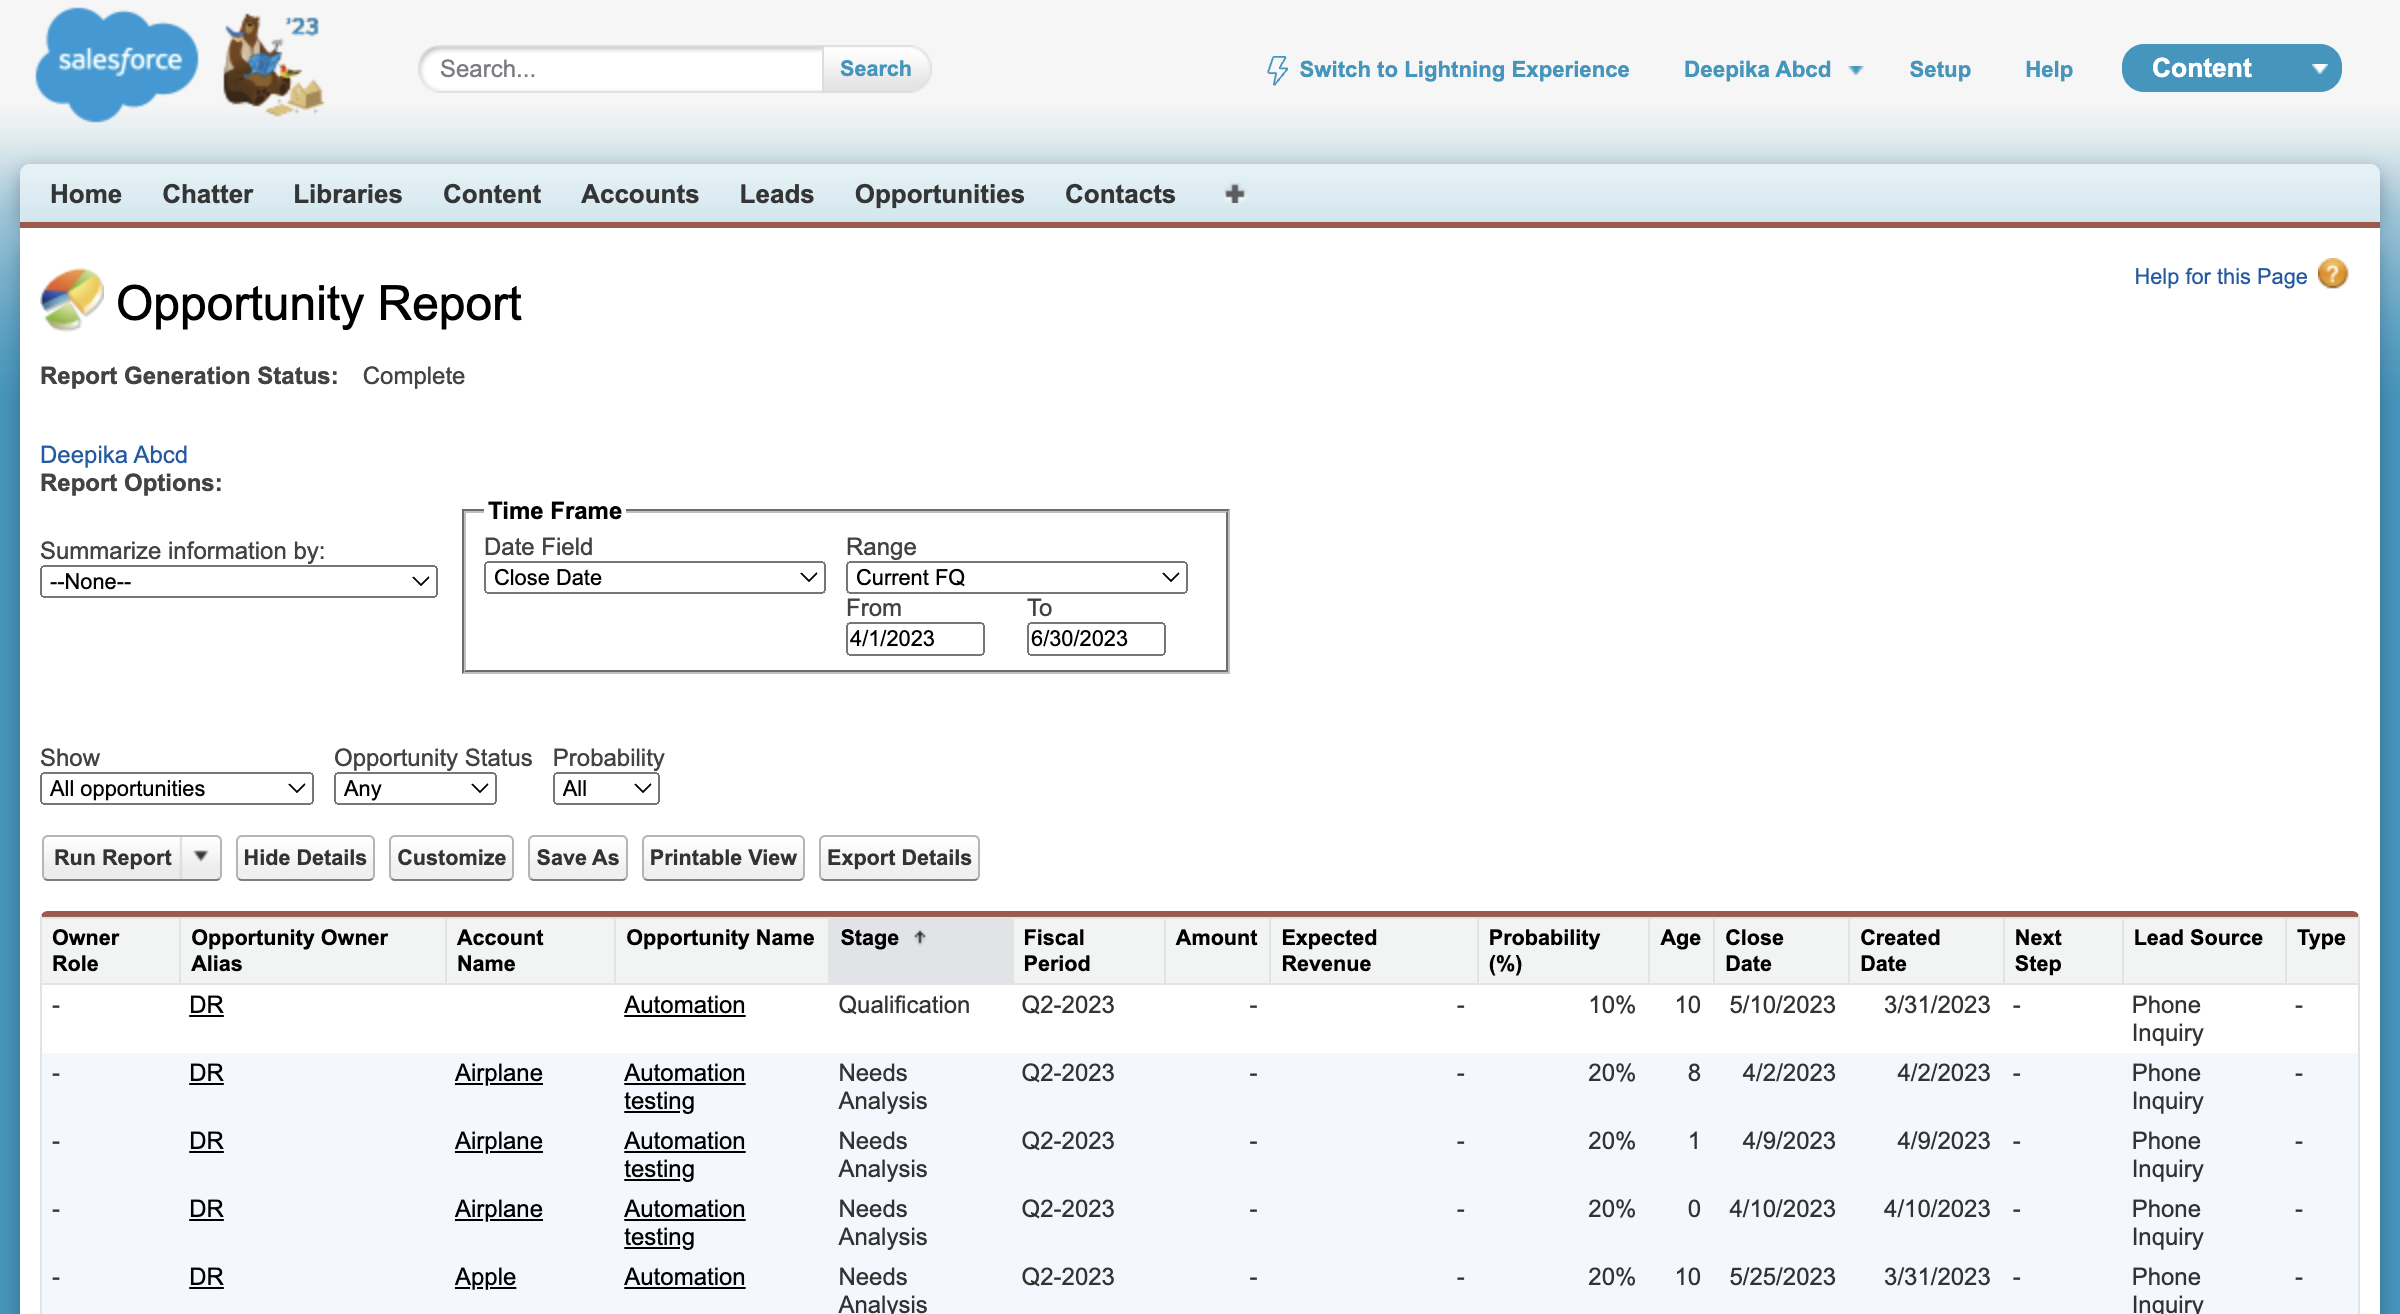 salesforce
'23
Search...
Search
Switch to Lightning Experience
Deepika Abcd
Setup
Help
Content
Home Chatter Libraries Content Accounts Leads Opportunities Contacts
Help for this Page
Opportunity Report
Report Generation Status: Complete
Deepika Abcd
Report Options:
Time Frame
Summarize information by:
--None--
Date Field
Close Date
Range
Current FQ
From To
4/1/2023 6/30/2023
Show Opportunity Status Probability
All opportunities Any All
Run Report Hide Details Customize Save As Printable View Export Details
Owner Role Opportunity Owner Alias Account Name Opportunity Name Stage Fiscal Period Amount Expected Revenue Probability (%) Age Close Date Created Date Next Step Lead Source Type
- DR Automation Qualification Q2-2023 - - 10% 10 5/10/2023 3/31/2023 - Phone Inquiry -
- DR Airplane Automation testing Needs Analysis Q2-2023 - - 20% 8 4/2/2023 4/2/2023 - Phone Inquiry -
- DR Airplane Automation testing Needs Analysis Q2-2023 - - 20% 1 4/9/2023 4/9/2023 - Phone Inquiry -
- DR Airplane Automation testing Needs Analysis Q2-2023 - - 20% 0 4/10/2023 4/10/2023 - Phone Inquiry -
- DR Apple Automation Needs Analysis Q2-2023 - - 20% 10 5/25/2023 3/31/2023 - Phone Inquiry -